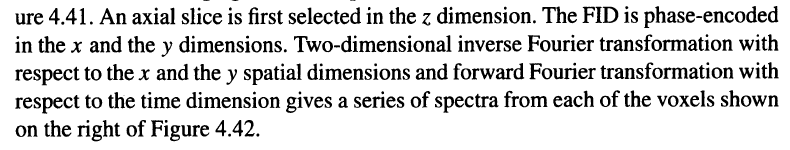 ure 4.41. An axial slice is first selected in the z dimension. The FID is phase-encoded
in the x and the y dimensions. Two-dimensional inverse Fourier transformation with
respect to the x and the y spatial dimensions and forward Fourier transformation with
respect to the time dimension gives a series of spectra from each of the voxels shown
on the right of Figure 4.42.